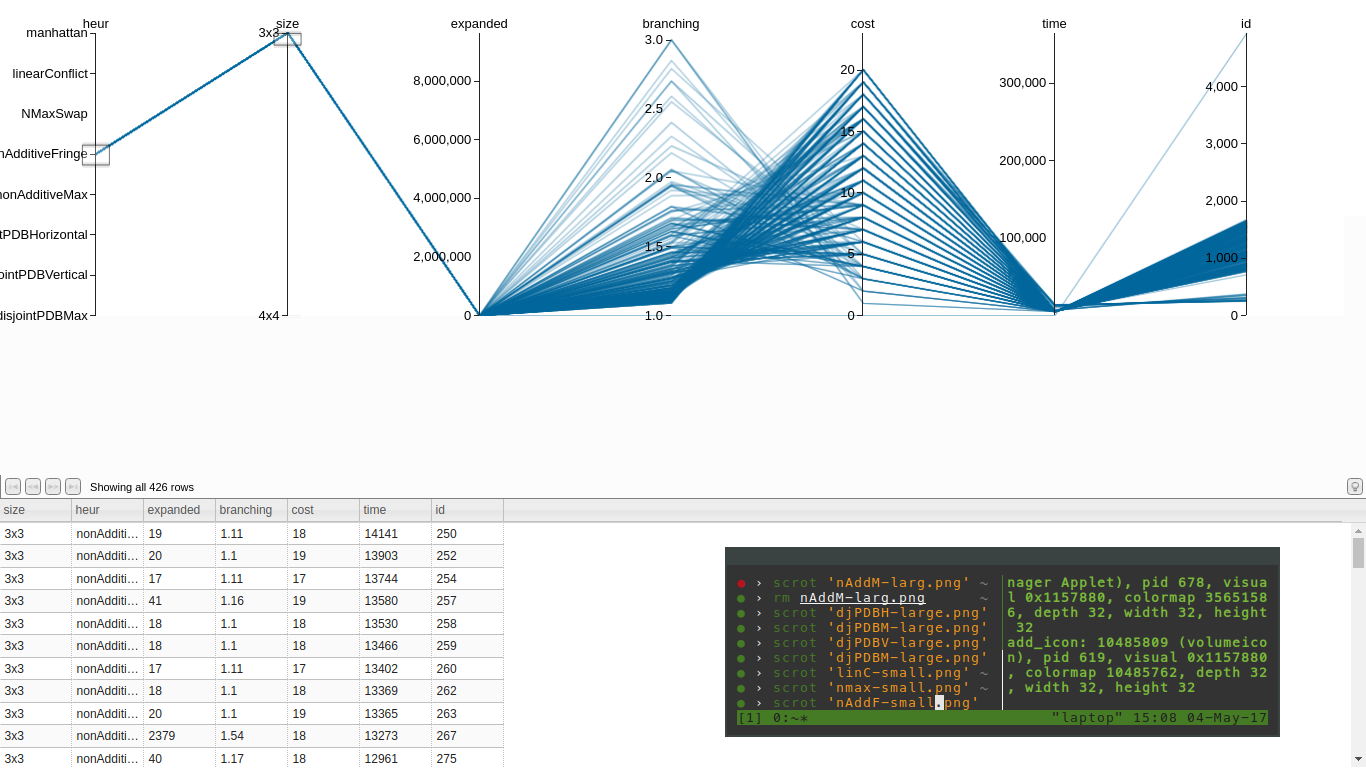 heur size expanded branching cost time id
manhattan
linearConflict
NMaxSwap
nAdditiveFringe
onAdditiveMax
tPDBHorizontal
ointPDBVertical
disjointPDBMax
3x3
4x4
8,000,000
6,000,000
4,000,000
2,000,000
0
3.0
2.5
2.0
1.5
1.0
20
15
10
5
0
300,000
200,000
100,000
4,000
3,000
2,000
1,000
0
Showing all 426 rows
size heur expanded branching cost time id
3x3 nonAdditi… 19 1.11 18 14141 250
3x3 nonAdditi… 20 1.1 19 13903 252
3x3 nonAdditi… 17 1.11 17 13744 254
3x3 nonAdditi… 41 1.16 19 13580 257
3x3 nonAdditi… 18 1.1 18 13530 258
3x3 nonAdditi… 18 1.1 18 13466 259
3x3 nonAdditi… 17 1.11 17 13402 260
3x3 nonAdditi… 18 1.1 18 13369 262
3x3 nonAdditi… 20 1.1 19 13365 263
3x3 nonAdditi… 2379 1.54 18 13273 267
3x3 nonAdditi… 40 1.17 18 12961 275
● › scrot 'nAddM-larg.png' ~
● › rm nAddM-larg.png ~
● › scrot 'djPDBH-large.png'
● › scrot 'djPDBM-large.png'
● › scrot 'djPDBV-large.png'
● › scrot 'djPDBM-large.png'
● › scrot 'linC-small.png' ~
● › scrot 'nmax-small.png' ~
● › scrot 'nAddF-small.png'
nager Applet), pid 678, visua
l 0x1157880, colormap 3565158
6, depth 32, width 32, height
32
add_icon: 10485809 (volumeico
n), pid 619, visual 0x1157880
, colormap 10485762, depth 32
, width 32, height 32
[1] 0:~* "laptop" 15:08 04-May-17